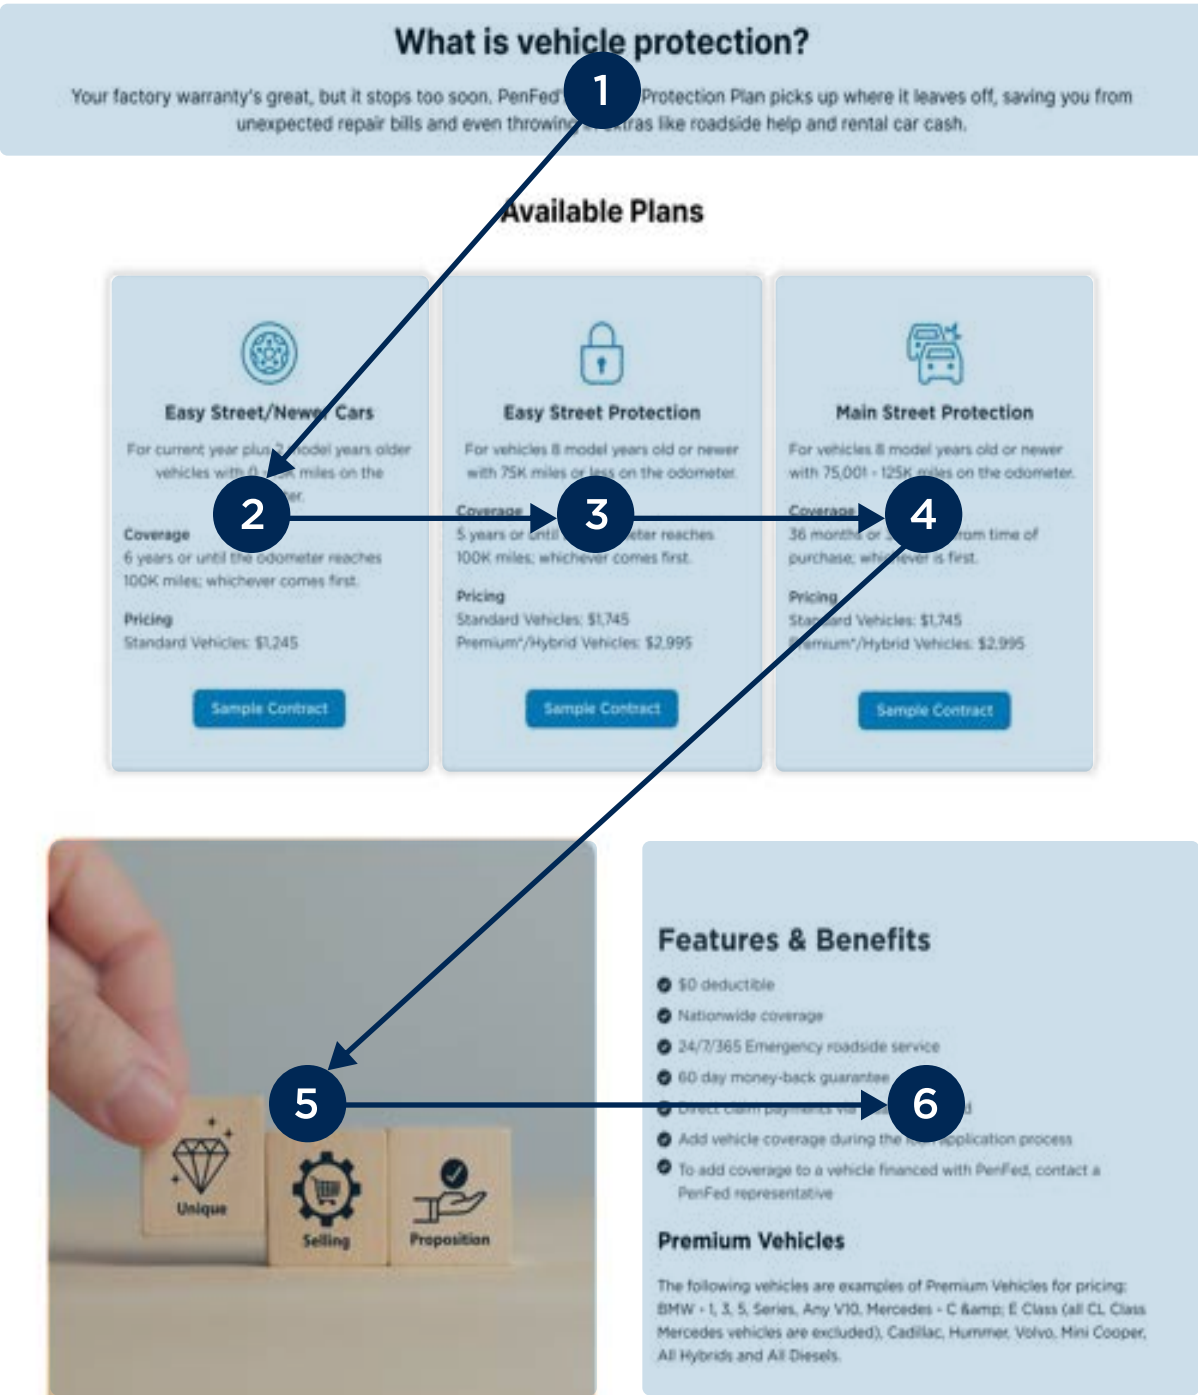 What is vehicle protection?
1
Your factory warranty's great, but it stops too soon. PenFed' Protection Plan picks up where it leaves off, saving you from
unexpected repair bills and even throwing extras like roadside help and rental car cash.
Available Plans
Easy Street/Newer Cars
For current year plus 2 model years older
vehicles with 0 - miles on the
2
Coverage
6 years or until the odometer reaches
100K miles; whichever comes first.
Pricing
Standard Vehicles: $1,245
Sample Contract
Easy Street Protection
For vehicles 8 model years old or newer
with 75K miles or less on the odometer.
3
Coverage
5 years or until odometer reaches
100K miles; whichever comes first.
Pricing
Standard Vehicles: $1,745
Premium*/Hybrid Vehicles: $2,995
Sample Contract
Main Street Protection
For vehicles 8 model years old or newer
with 75,001 - 125K miles on the odometer.
4
Coverage
36 months or from time of
purchase; whichever is first.
Pricing
Standard Vehicles: $1,745
Premium*/Hybrid Vehicles: $2,995
Sample Contract
5
Unique
Selling
Proposition
Features & Benefits
$0 deductible
Nationwide coverage
24/7/365 Emergency roadside service
60 day money-back guarantee
Direct claim payments via
6
Add vehicle coverage during the loan application process
To add coverage to a vehicle financed with PenFed, contact a
PenFed representative
Premium Vehicles
The following vehicles are examples of Premium Vehicles for pricing:
BMW - 1, 3, 5, Series, Any V10, Mercedes - C &amp; E Class (all CL Class
Mercedes vehicles are excluded), Cadillac, Hummer, Volvo, Mini Cooper,
All Hybrids and All Diesels.